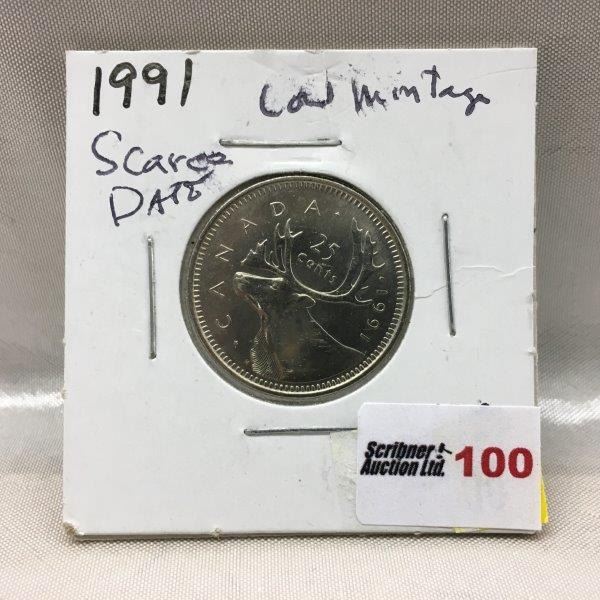 1991 Low Mintage
Scarce
DATE
CANADA
25
cents
1991
Scribner
Auction Ltd. 100